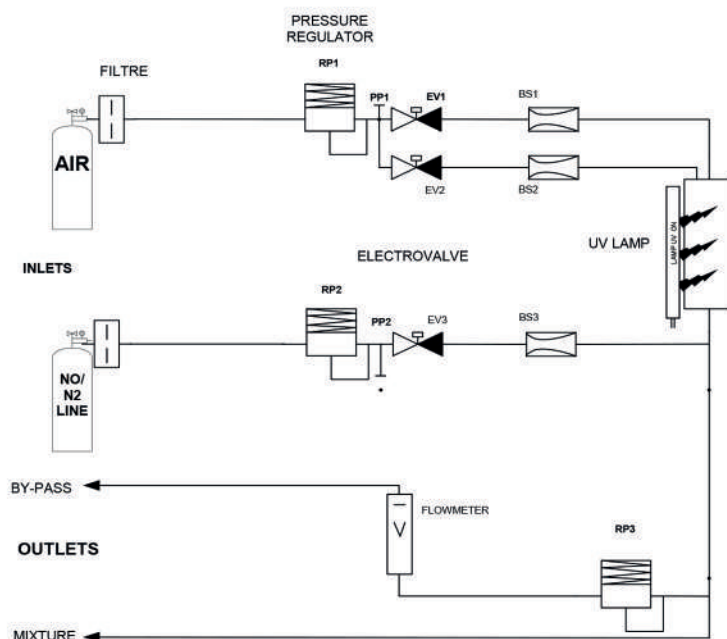 PRESSURE
REGULATOR
FILTRE
RP1
PP1
EV1
BS1
AIR
EV2
BS2
LAMP UV ON
UV LAMP
INLETS
ELECTROVALVE
RP2
PP2
EV3
BS3
NO/
N2
LINE
BY-PASS
FLOWMETER
OUTLETS
RP3
MIXTURE